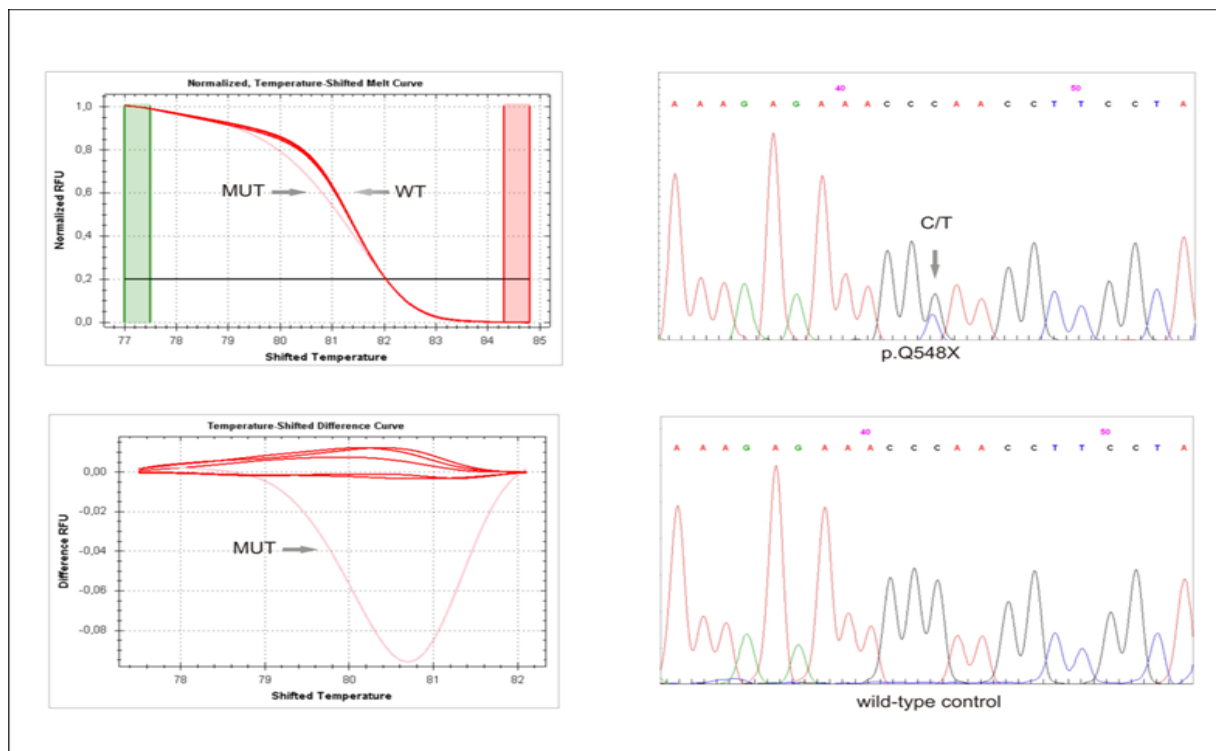 Normalized, Temperature-Shifted Melt Curve
1,0
0,8
0,6
0,4
0,2
0,0
Normalized RFU
MUT
WT
77 78 79 80 81 82 83 84 85
Shifted Temperature
40 50
A A A G A G A A A C C C A A C C T T C C T A
C/T
p.Q548X
Temperature-Shifted Difference Curve
0,00
-0,02
-0,04
-0,06
-0,08
Difference RFU
MUT
78 79 80 81 82
Shifted Temperature
40 50
A A A G A G A A A C C C A A C C T T C C T A
wild-type control